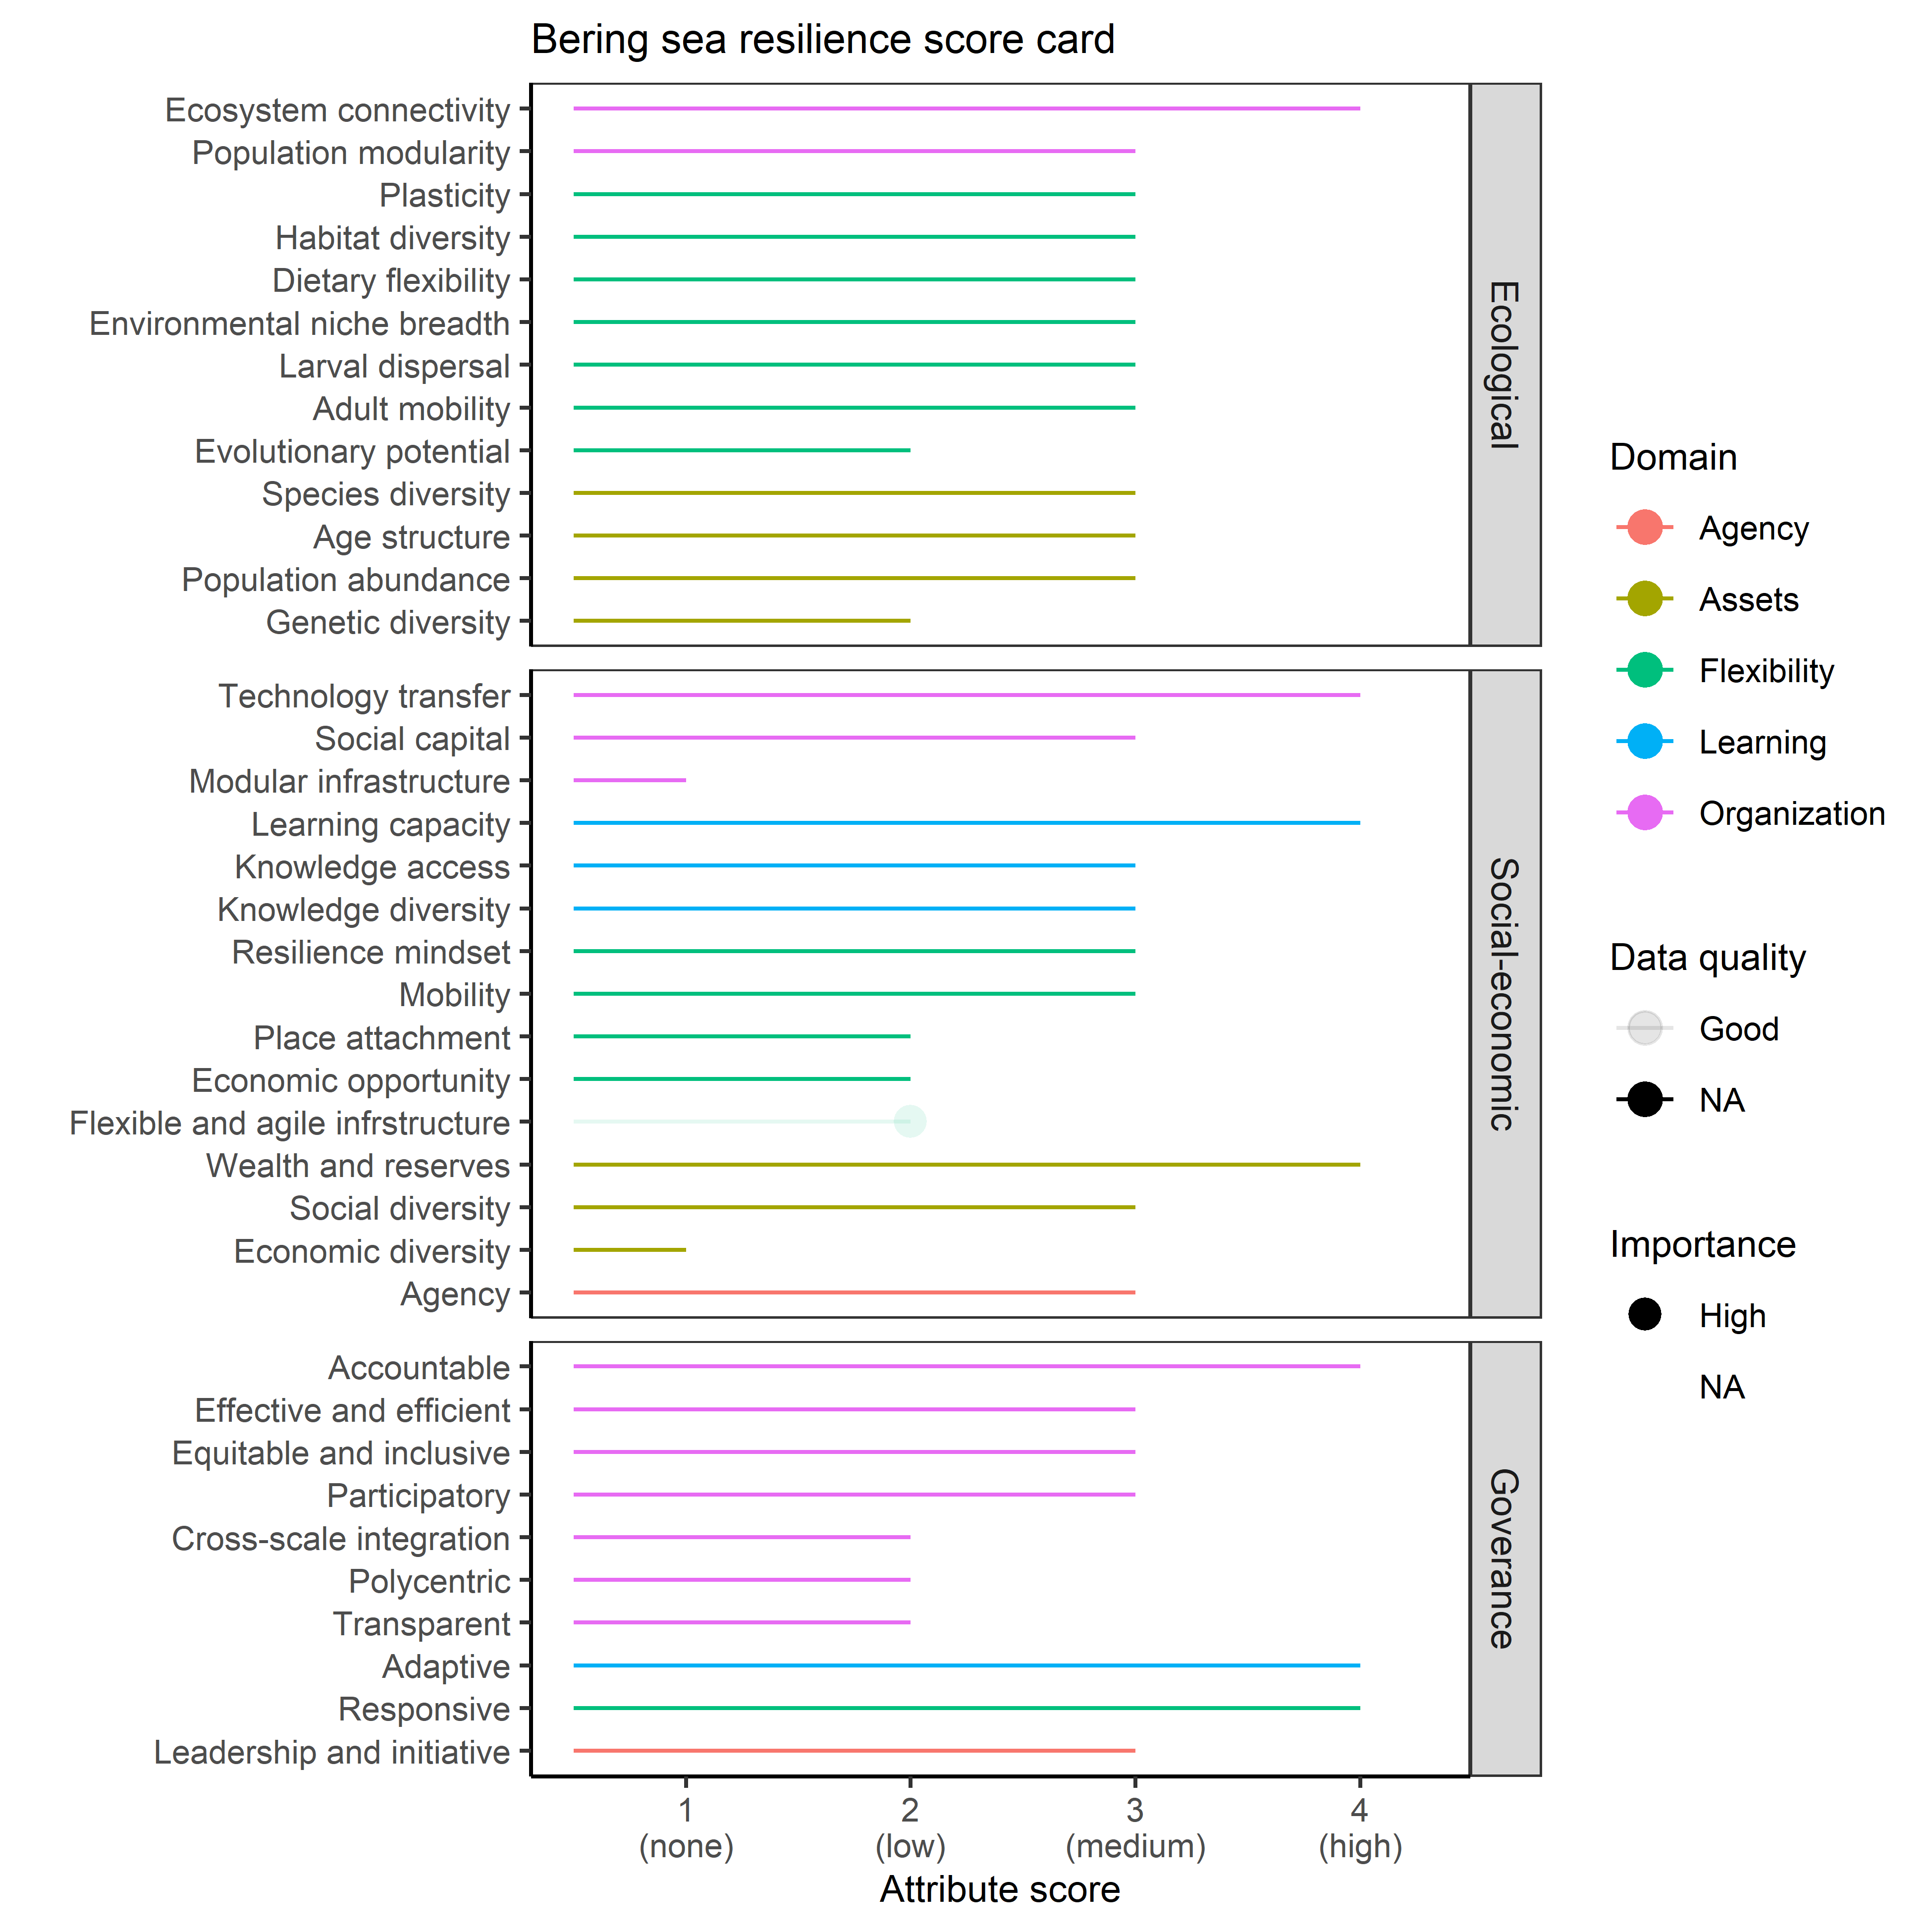 Bering sea resilience score card
Ecosystem connectivity
Population modularity
Plasticity
Habitat diversity
Dietary flexibility
Environmental niche breadth
Larval dispersal
Adult mobility
Evolutionary potential
Species diversity
Age structure
Population abundance
Genetic diversity
Ecological
Technology transfer
Social capital
Modular infrastructure
Learning capacity
Knowledge access
Knowledge diversity
Resilience mindset
Mobility
Place attachment
Economic opportunity
Flexible and agile infrstructure
Wealth and reserves
Social diversity
Economic diversity
Agency
Social-economic
Accountable
Effective and efficient
Equitable and inclusive
Participatory
Cross-scale integration
Polycentric
Transparent
Adaptive
Responsive
Leadership and initiative
Goverance
1 2 3 4
(none) (low) (medium) (high)
Attribute score
Domain
Agency
Assets
Flexibility
Learning
Organization
Data quality
Good
NA
Importance
High
NA